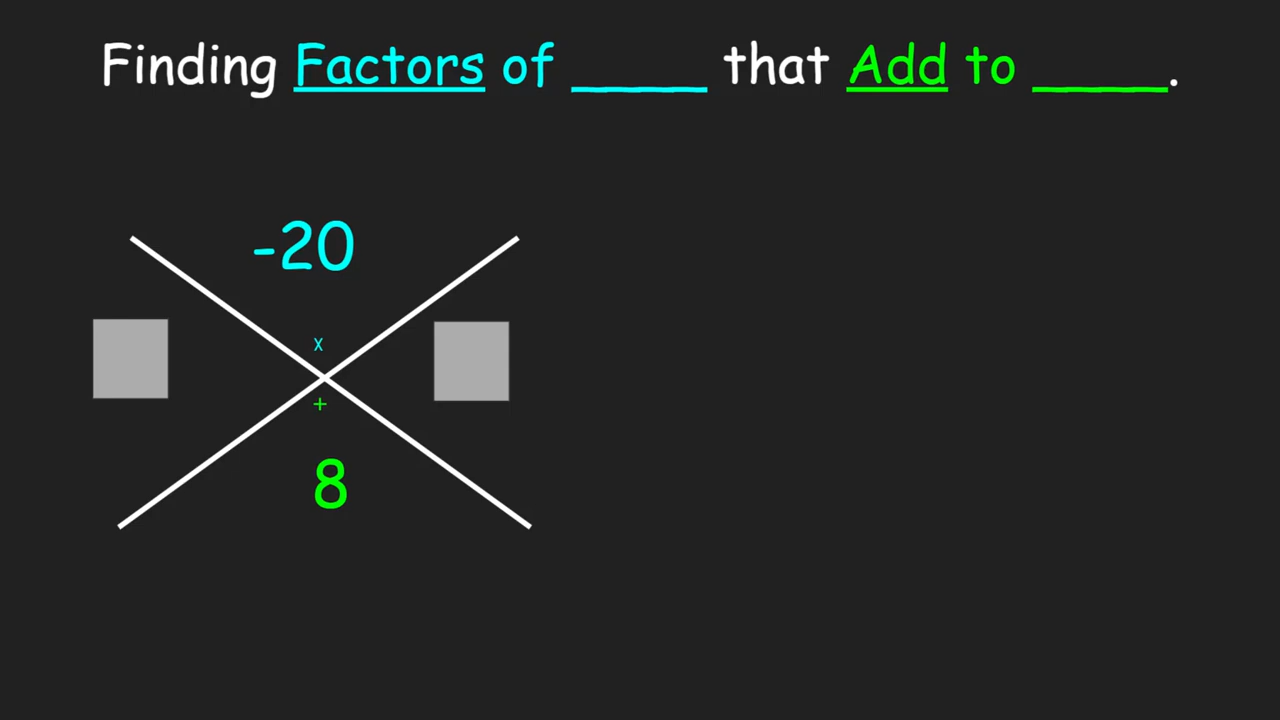 Finding Factors of _____ that Add to _____.
-20
x
+
8